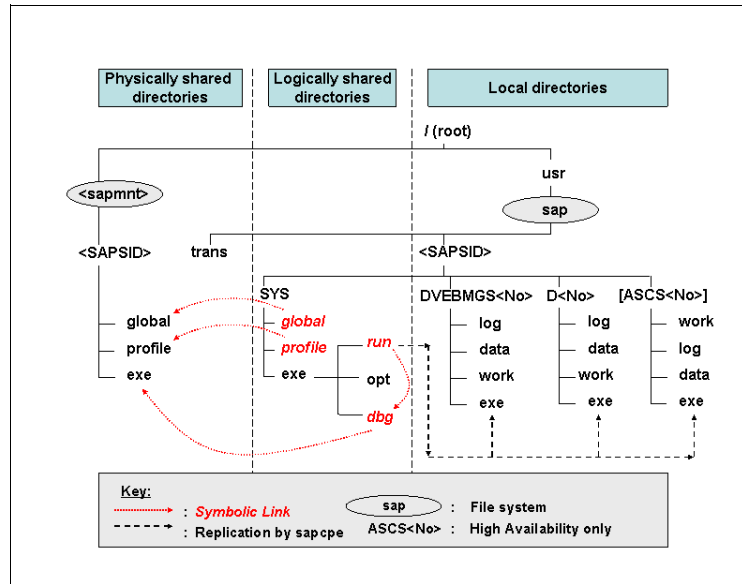 Physically shared
directories
Logically shared
directories
Local directories
/ (root)
<sapmnt>
usr
sap
<SAPSID>
trans
<SAPSID>
SYS
DVEBMGS<No>
D<No>
[ASCS<No>]
global
global
log
log
work
profile
profile
run
data
data
log
exe
exe
opt
work
work
data
dbg
exe
exe
exe
Key:
: Symbolic Link
sap : File system
: Replication by sapcpe
ASCS<No> : High Availability only